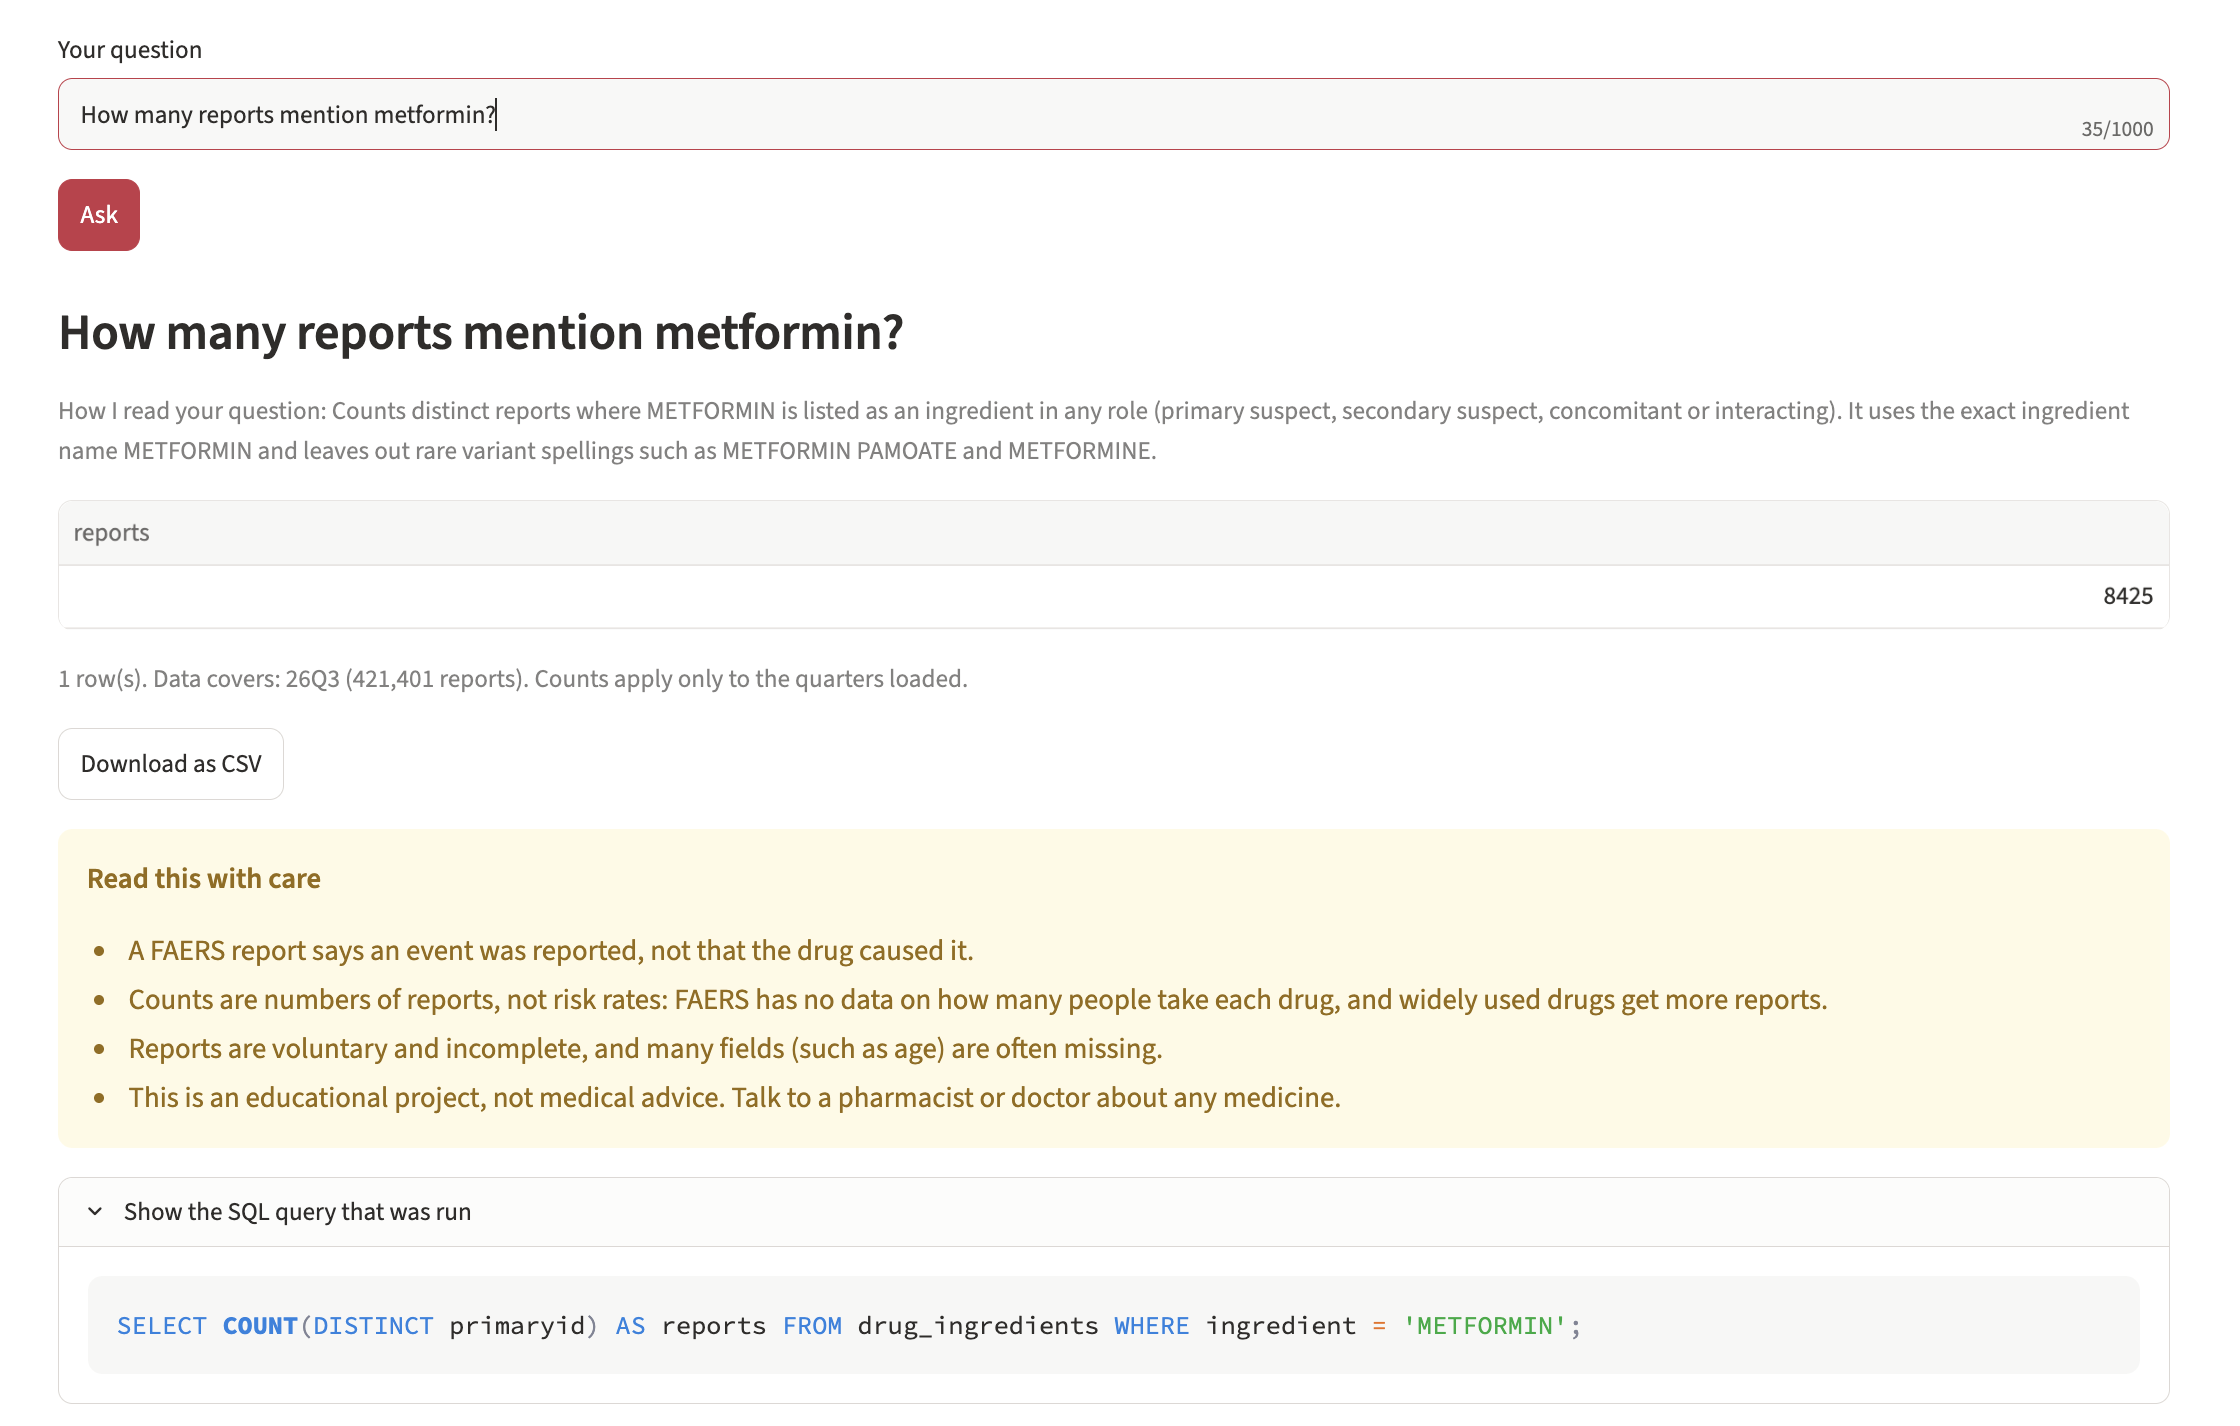 Your question
How many reports mention metformin?
35/1000
Ask
How many reports mention metformin?
How I read your question: Counts distinct reports where METFORMIN is listed as an ingredient in any role (primary suspect, secondary suspect, concomitant or interacting). It uses the exact ingredient
name METFORMIN and leaves out rare variant spellings such as METFORMIN PAMOATE and METFORMINE.
reports
8425
1 row(s). Data covers: 26Q3 (421,401 reports). Counts apply only to the quarters loaded.
Download as CSV
Read this with care
• A FAERS report says an event was reported, not that the drug caused it.
• Counts are numbers of reports, not risk rates: FAERS has no data on how many people take each drug, and widely used drugs get more reports.
• Reports are voluntary and incomplete, and many fields (such as age) are often missing.
• This is an educational project, not medical advice. Talk to a pharmacist or doctor about any medicine.
Show the SQL query that was run
SELECT COUNT(DISTINCT primaryid) AS reports FROM drug_ingredients WHERE ingredient = 'METFORMIN';